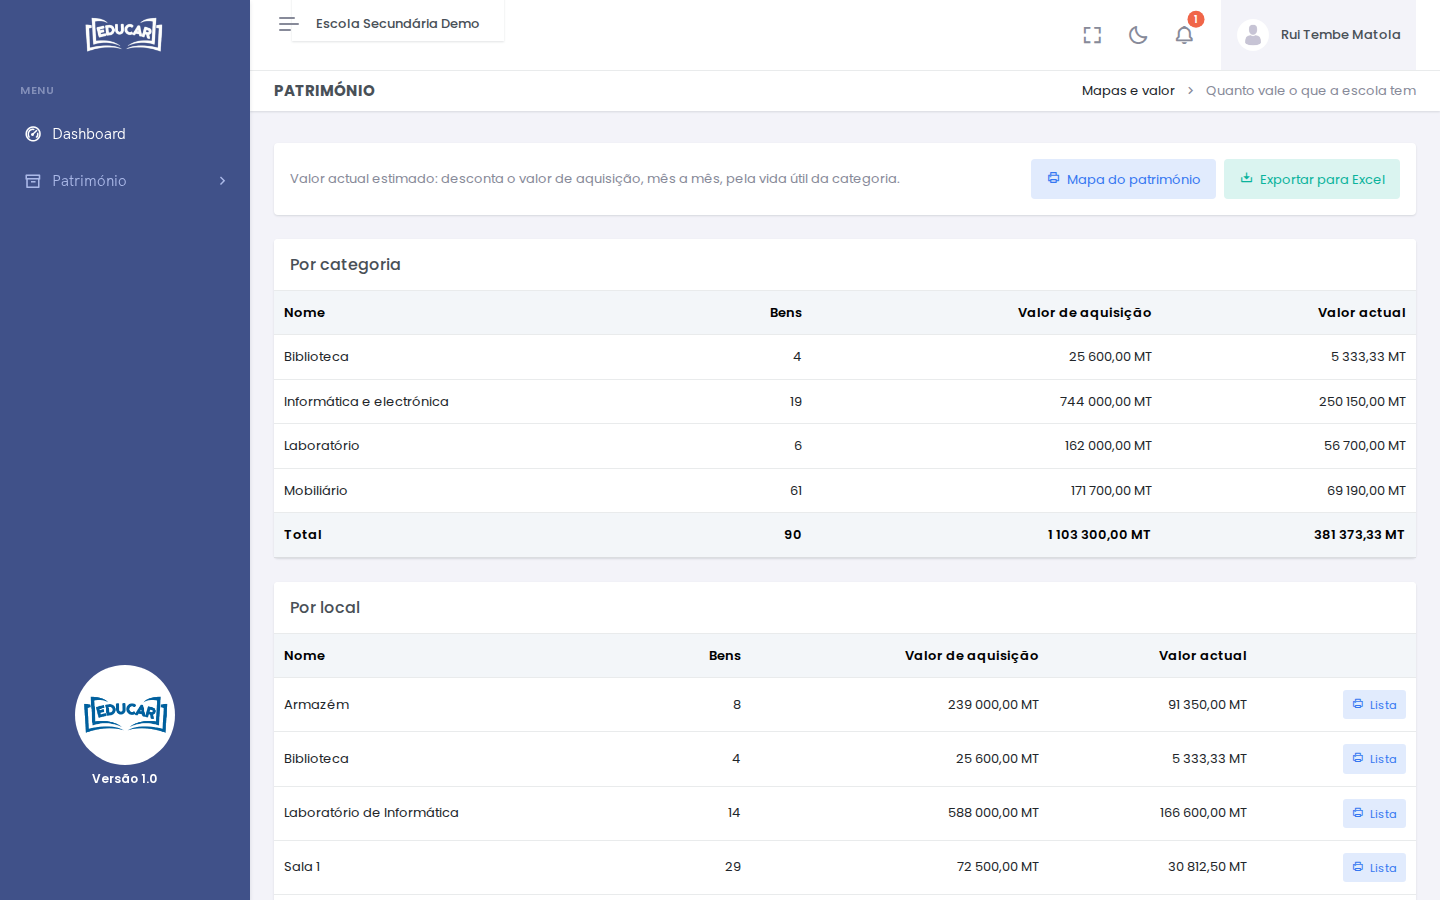 EDUCAR
Escola Secundária Demo
1
Rui Tembe Matola
MENU
Dashboard
Património
PATRIMÓNIO
Mapas e valor > Quanto vale o que a escola tem
Valor actual estimado: desconta o valor de aquisição, mês a mês, pela vida útil da categoria.
Mapa do património
Exportar para Excel
Por categoria
Nome Bens Valor de aquisição Valor actual
Biblioteca 4 25 600,00 MT 5 333,33 MT
Informática e electrónica 19 744 000,00 MT 250 150,00 MT
Laboratório 6 162 000,00 MT 56 700,00 MT
Mobiliário 61 171 700,00 MT 69 190,00 MT
Total 90 1 103 300,00 MT 381 373,33 MT
Por local
Nome Bens Valor de aquisição Valor actual
Armazém 8 239 000,00 MT 91 350,00 MT Lista
Biblioteca 4 25 600,00 MT 5 333,33 MT Lista
Laboratório de Informática 14 588 000,00 MT 166 600,00 MT Lista
Sala 1 29 72 500,00 MT 30 812,50 MT Lista
EDUCAR
Versão 1.0